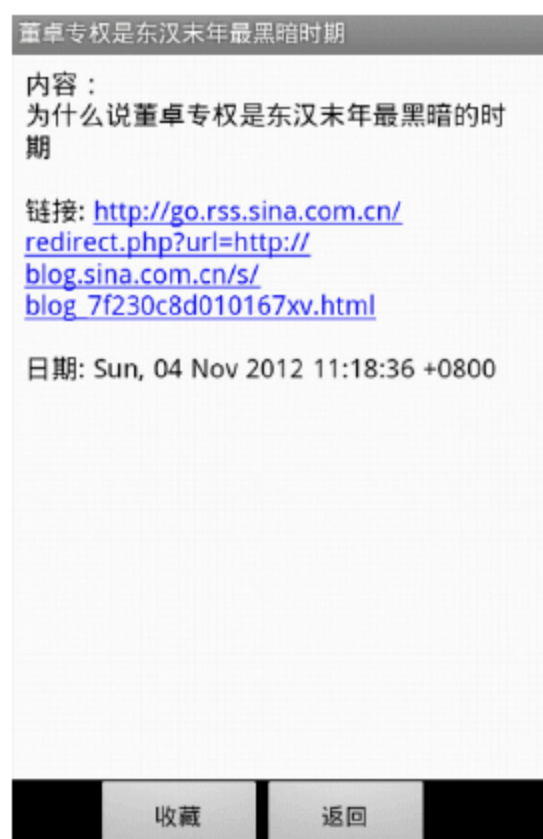 董卓专权是东汉末年最黑暗时期
内容：
为什么说董卓专权是东汉末年最黑暗的时
期
链接: http://go.rss.sina.com.cn/
redirect.php?url=http://
blog.sina.com.cn/s/
blog_7f230c8d010167xv.html
日期: Sun, 04 Nov 2012 11:18:36 +0800
收藏
返回